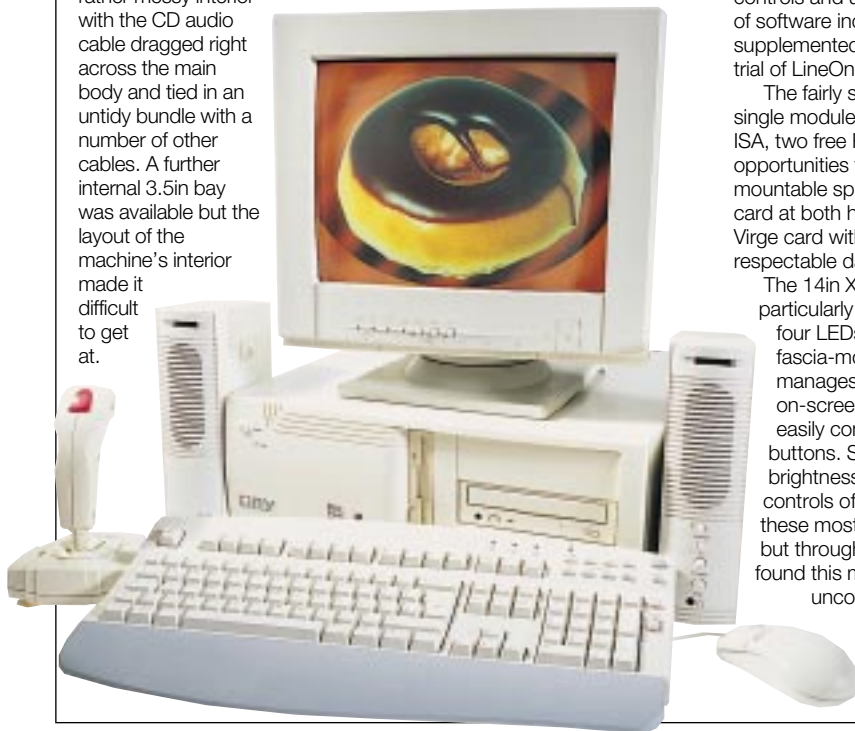 rather messy interior
with the CD audio
cable dragged right
across the main
body and tied in an
untidy bundle with a
number of other
cables. A further
internal 3.5in bay
was available but the
layout of the
machine's interior
made it
difficult
to get
at.
controls and
of software inc
supplemented
trial of LineOn
The fairly s
single module
ISA, two free
opportunities
mountable sp
card at both h
Virge card with
respectable da
The 14in X
particularly
four LEDs
fascia-mo
manages
on-screen
easily con
buttons. S
brightness
controls of
these most
but through
found this m
unco